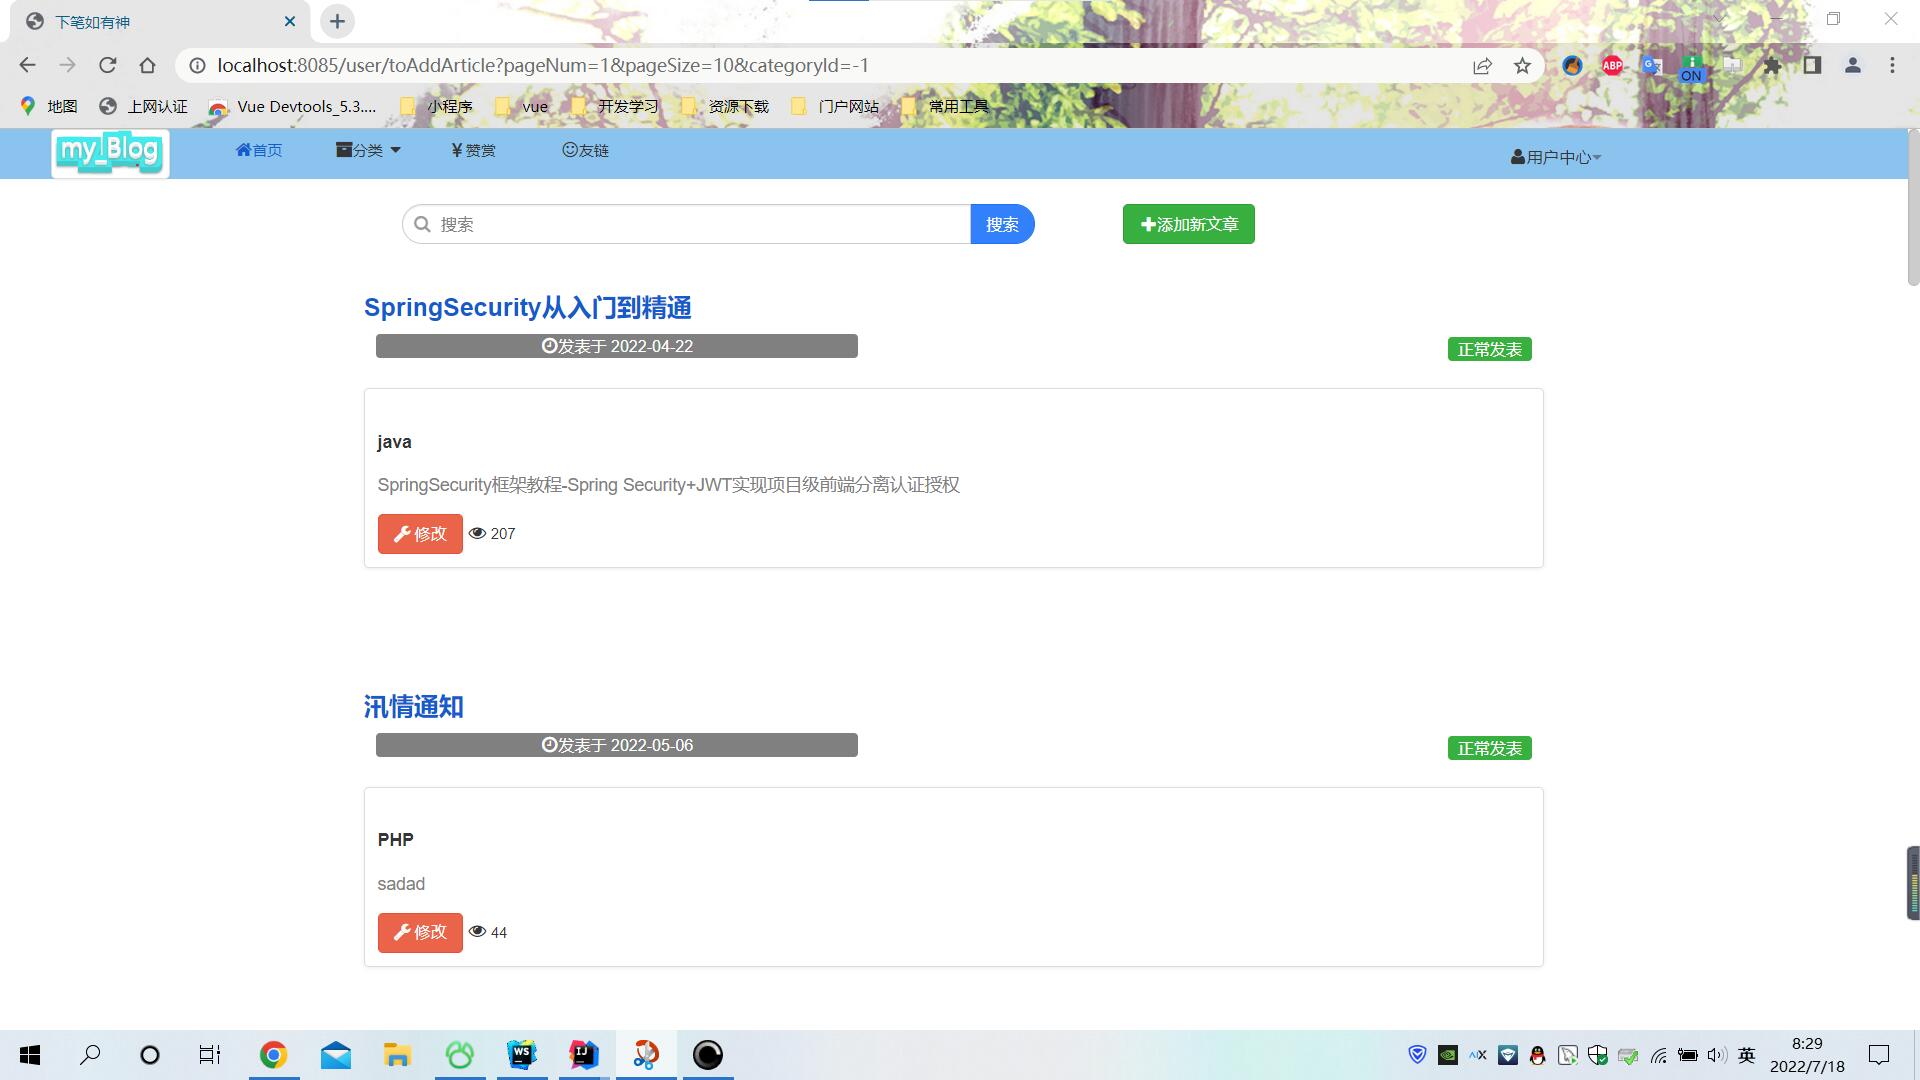 下笔如有神
localhost:8085/user/toAddArticle?pageNum=1&pageSize=10&categoryId=-1
ABP
ON
地图 上网认证 Vue Devtools_5.3.... 小程序 vue 开发学习 资源下载 门户网站 常用工具
my_Blog 首页 分类 ¥赞赏 友链 用户中心
搜索 搜索 添加新文章
SpringSecurity从入门到精通
发表于 2022-04-22 正常发表
java
SpringSecurity框架教程-Spring Security+JWT实现项目级前端分离认证授权
修改 207
汛情通知
发表于 2022-05-06 正常发表
PHP
sadad
修改 44
WS IJ 英 8:29
2022/7/18